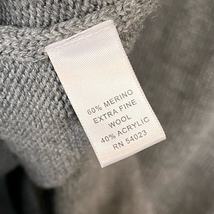 60% MERINO
EXTRA FINE
WOOL
40% ACRYLIC
RN 54023